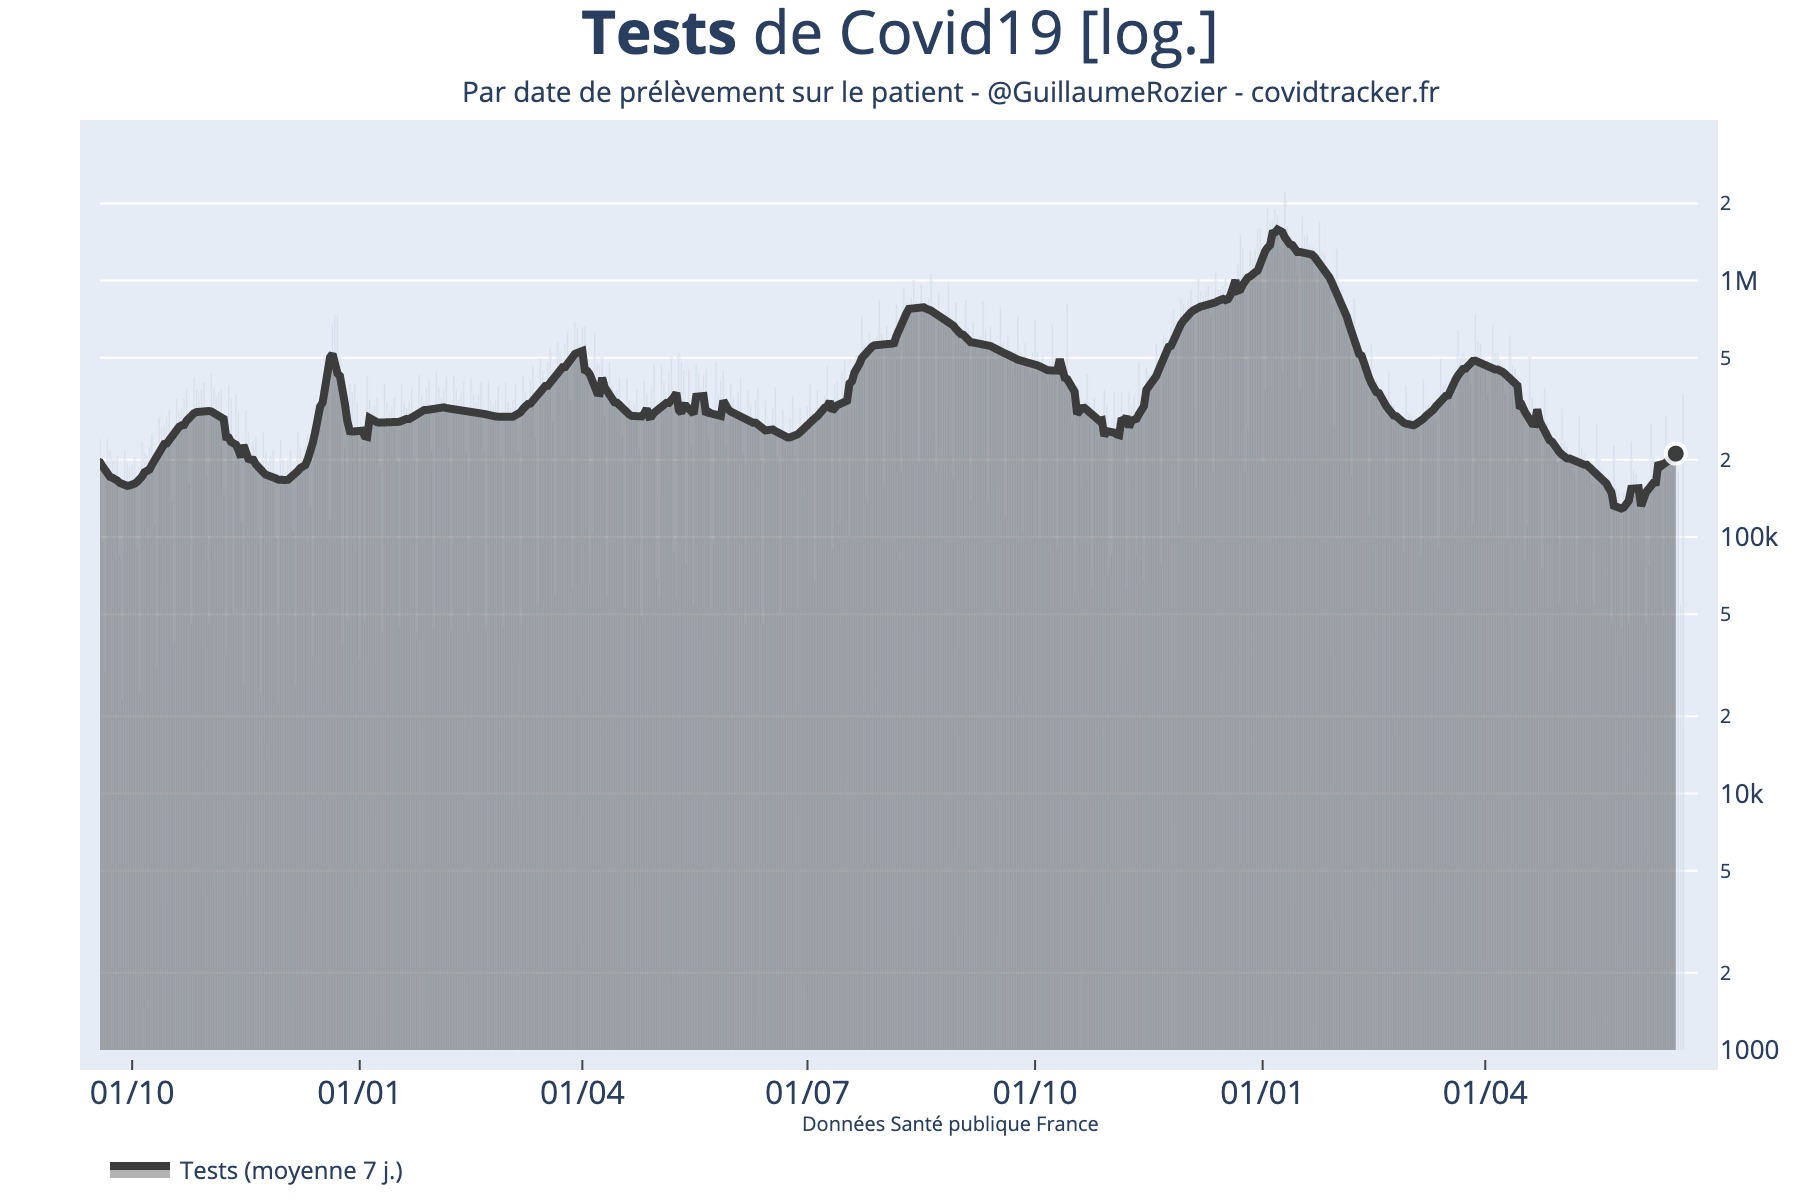 Tests de Covid19 [log.]
Par date de prélèvement sur le patient - @GuillaumeRozier - covidtracker.fr
2
1M
5
2
100k
5
2
10k
5
2
1000
01/10 01/01 01/04 01/07 01/10 01/01 01/04
Données Santé publique France
Tests (moyenne 7 j.)